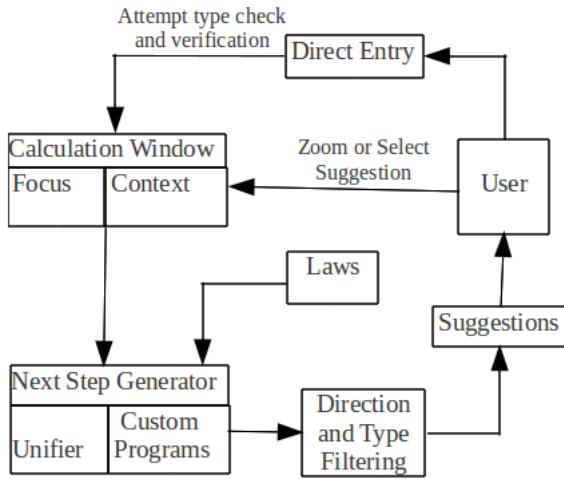 Attempt type check
and verification
Direct Entry
Calculation Window
Focus
Context
Zoom or Select
Suggestion
User
Laws
Suggestions
Next Step Generator
Unifier
Custom
Programs
Direction
and Type
Filtering